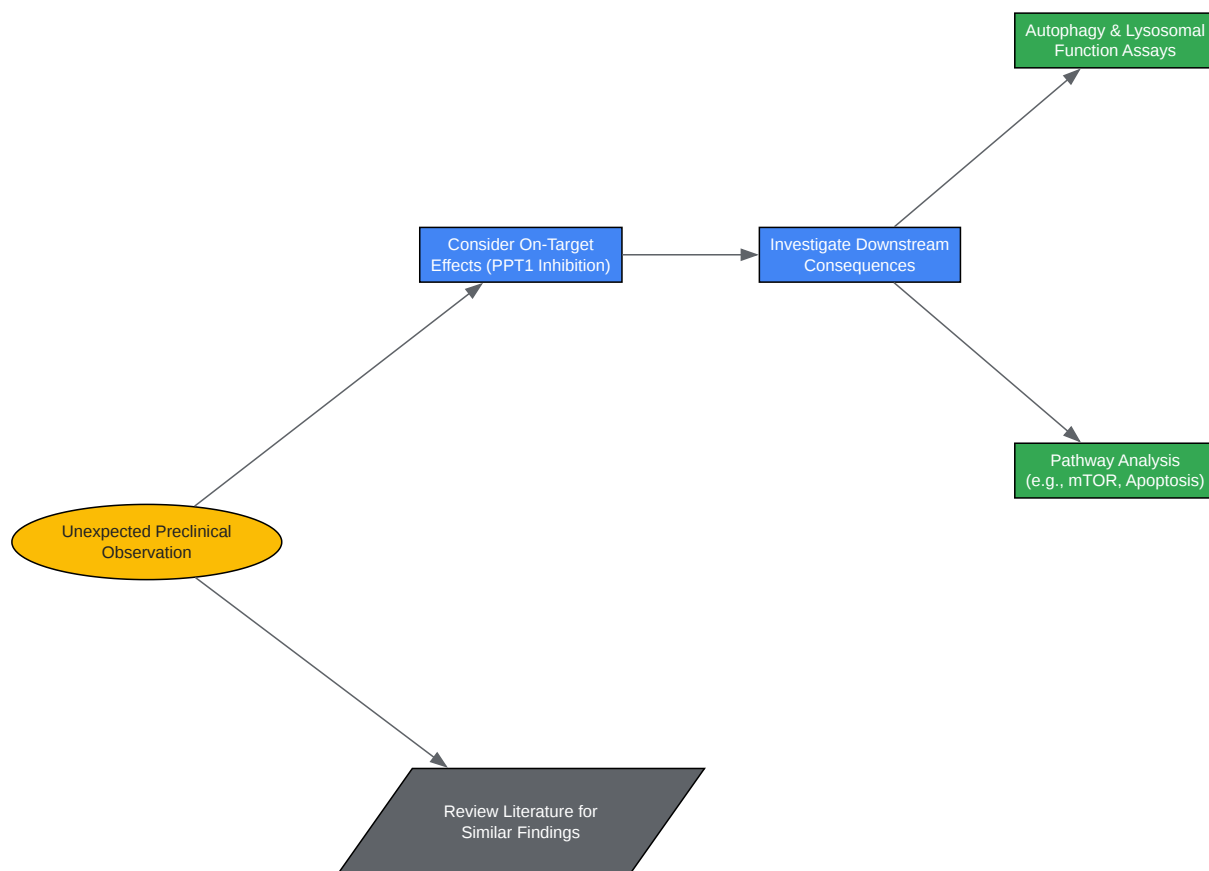 Autophagy & Lysosomal
Function Assays
Consider On-Target
Effects (PPT1 Inhibition)
Investigate Downstream
Consequences
Pathway Analysis
(e.g., mTOR, Apoptosis)
Unexpected Preclinical
Observation
Review Literature for
Similar Findings